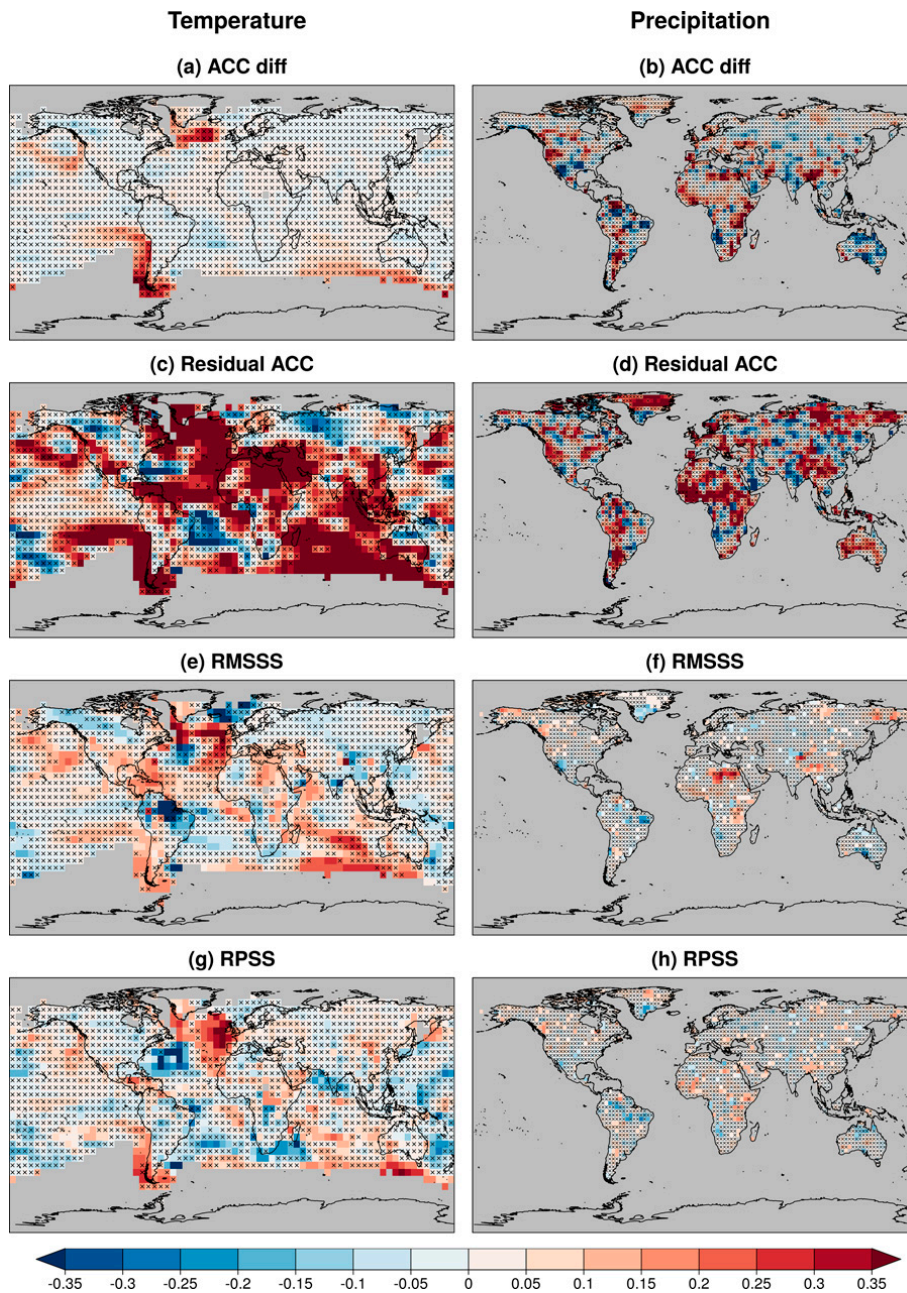 Temperature Precipitation
(a) ACC diff (b) ACC diff
(c) Residual ACC (d) Residual ACC
(e) RMSSS (f) RMSSS
(g) RPSS (h) RPSS
-0.35 -0.3 -0.25 -0.2 -0.15 -0.1 -0.05 0 0.05 0.1 0.15 0.2 0.25 0.3 0.35